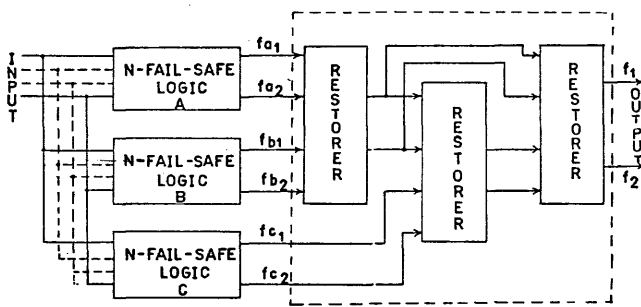 INPUT
N-FAIL-SAFE
LOGIC
A
fa1
fa2
N-FAIL-SAFE
LOGIC
B
fb1
fb2
N-FAIL-SAFE
LOGIC
C
fc1
fc2
RESTORER
RESTORER
RESTORER
f1
OUTPUT
f2